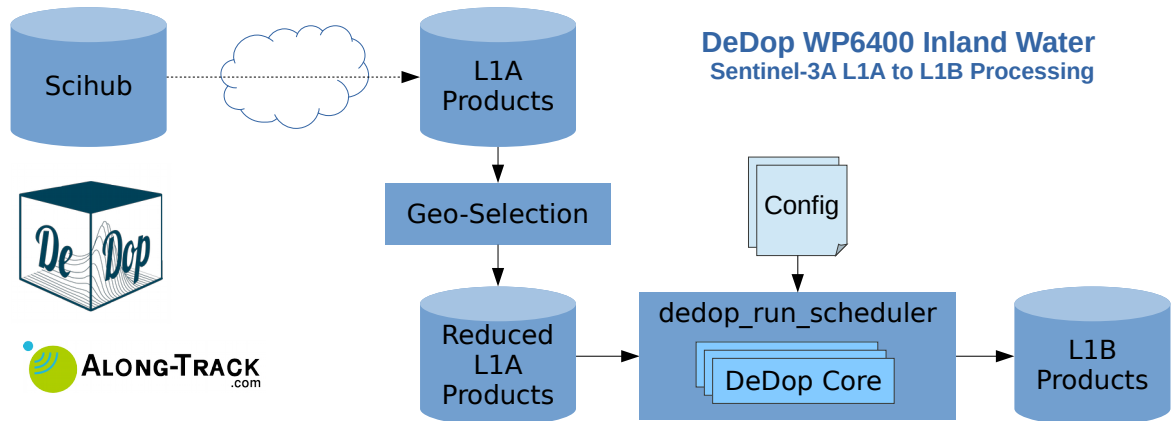 DeDop WP6400 Inland Water
Sentinel-3A L1A to L1B Processing
Scihub
L1A
Products
Geo-Selection
Config
De Dop
Reduced
L1A
Products
dedop_run_scheduler
DeDop Core
L1B
Products
ALONG-TRACK
.com